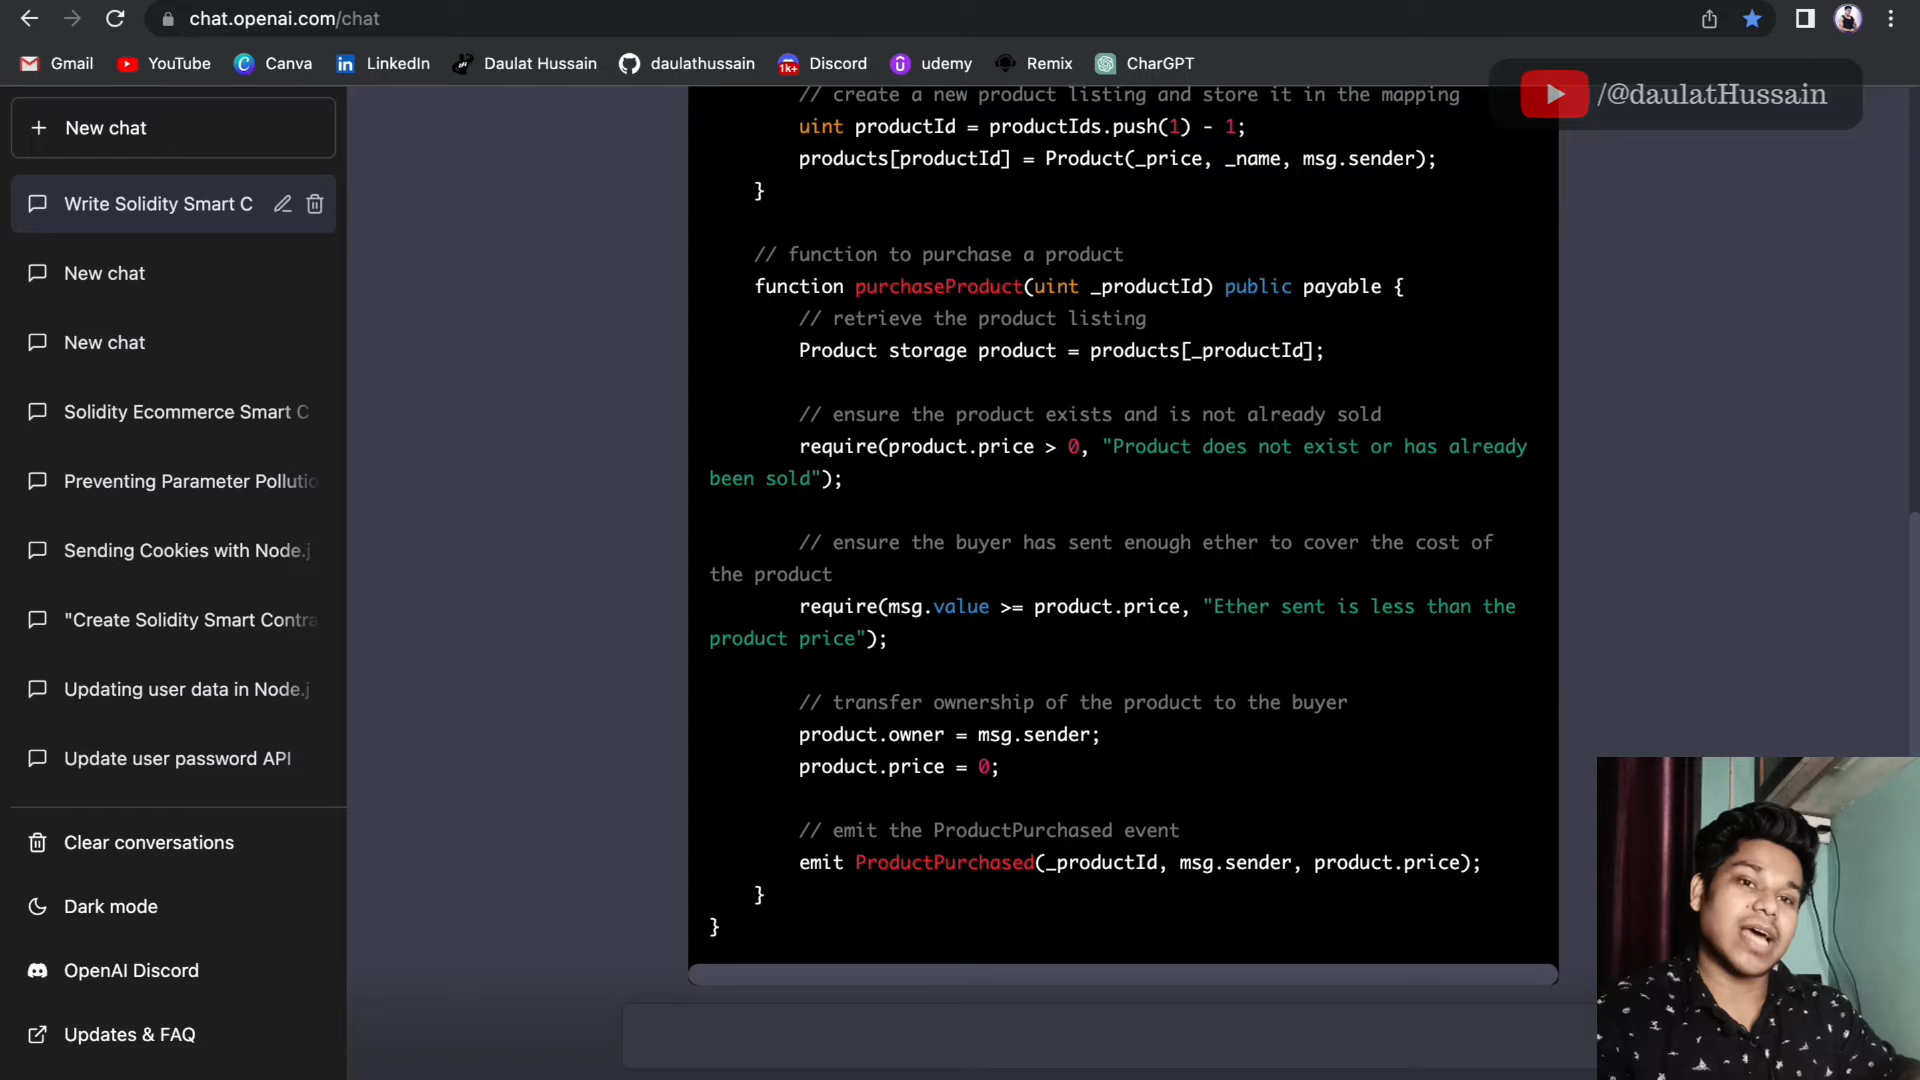 chat.openai.com/chat
Gmail
YouTube
Canva
LinkedIn
Daulat Hussain
daulathussain
1k+
Discord
udemy
Remix
CharGPT
/@daulatHussain
+ New chat
Write Solidity Smart C
New chat
New chat
Solidity Ecommerce Smart C
Preventing Parameter Pollutio
Sending Cookies with Node.j
"Create Solidity Smart Contra
Updating user data in Node.j
Update user password API
Clear conversations
Dark mode
OpenAI Discord
Updates & FAQ
// create a new product listing and store it in the mapping
uint productId = productIds.push(1) - 1;
products[productId] = Product(_price, _name, msg.sender);
}
// function to purchase a product
function purchaseProduct(uint _productId) public payable {
// retrieve the product listing
Product storage product = products[_productId];
// ensure the product exists and is not already sold
require(product.price > 0, "Product does not exist or has already
been sold");
// ensure the buyer has sent enough ether to cover the cost of
the product
require(msg.value >= product.price, "Ether sent is less than the
product price");
// transfer ownership of the product to the buyer
product.owner = msg.sender;
product.price = 0;
// emit the ProductPurchased event
emit ProductPurchased(_productId, msg.sender, product.price);
}
}